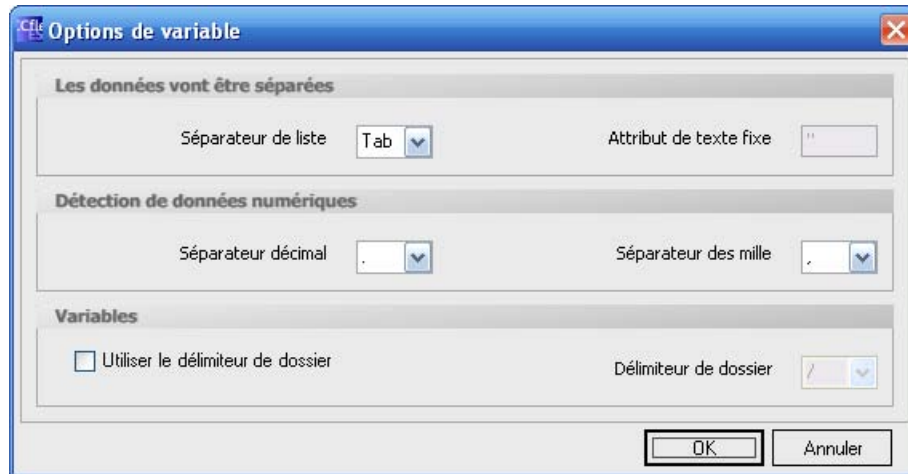 Options de variable
Les données vont être séparées
Séparateur de liste Tab Attribut de texte fixe "
Détection de données numériques
Séparateur décimal . Séparateur des mille ,
Variables
Utiliser le délimiteur de dossier Délimiteur de dossier /
OK Annuler